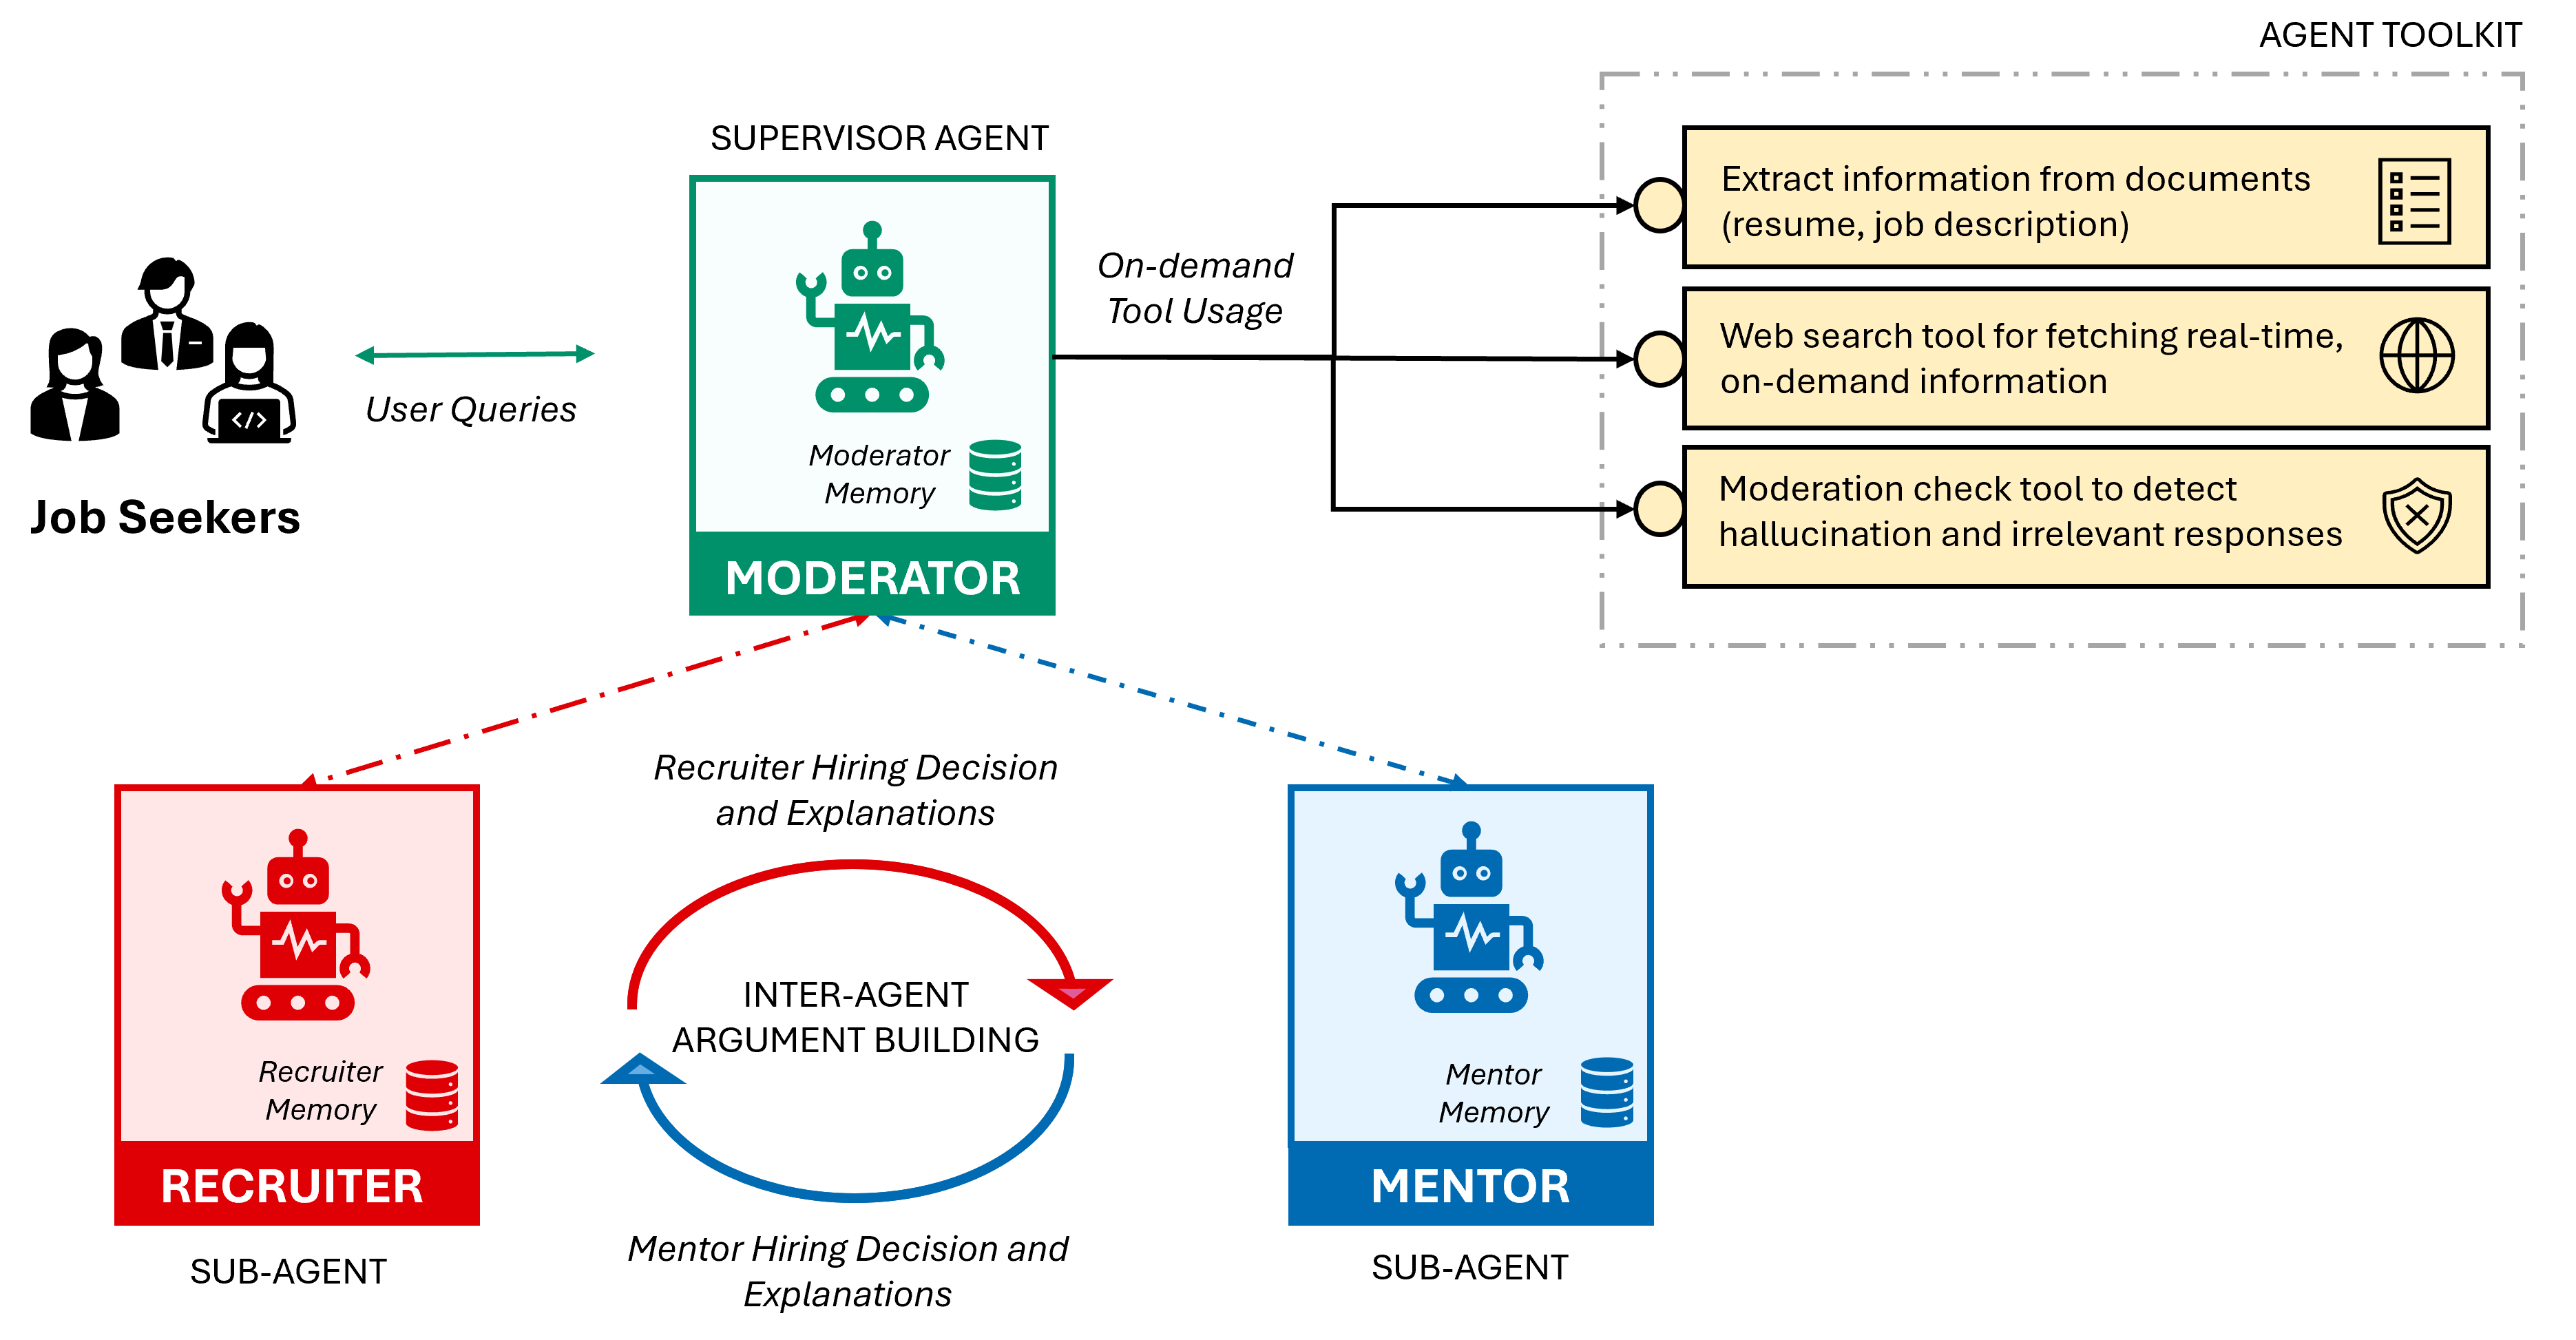 AGENT TOOLKIT
SUPERVISOR AGENT
Extract information from documents
(resume, job description)
On-demand
Tool Usage
Web search tool for fetching real-time,
on-demand information
User Queries
Moderator
Memory
Moderation check tool to detect
hallucination and irrelevant responses
Job Seekers
</>
MODERATOR
Recruiter Hiring Decision
and Explanations
INTER-AGENT
ARGUMENT BUILDING
Recruiter
Memory
Mentor
Memory
RECRUITER
MENTOR
Mentor Hiring Decision and
Explanations
SUB-AGENT
SUB-AGENT